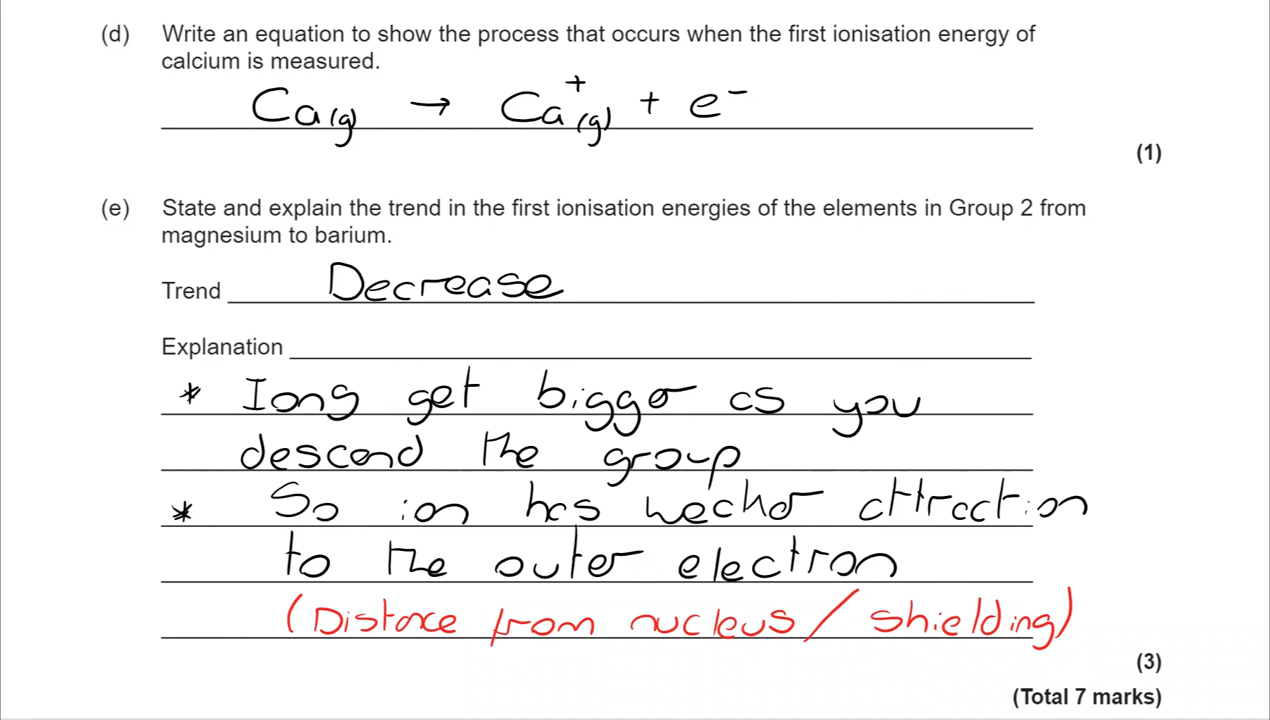 (d) Write an equation to show the process that occurs when the first ionisation energy of
calcium is measured.
Ca(g) → Ca⁺(g) + e⁻
(1)
(e) State and explain the trend in the first ionisation energies of the elements in Group 2 from
magnesium to barium.
Trend Decrease
Explanation
* Ions get bigger as you
descend the group
* So ion has weaker attraction
to the outer electron
(Distance from nucleus / shielding)
(3)
(Total 7 marks)